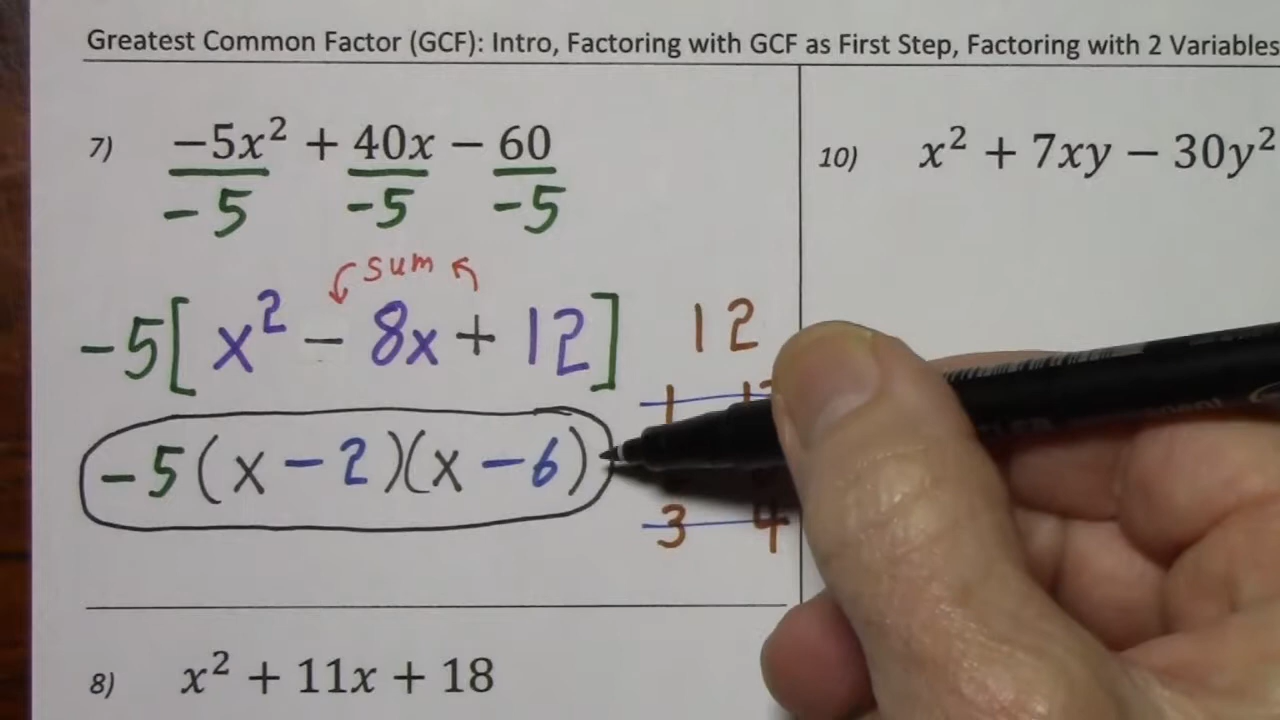 Greatest Common Factor (GCF): Intro, Factoring with GCF as First Step, Factoring with 2 Variables
7) −5x² + 40x − 60
-5 -5 -5
sum
-5[x² - 8x + 12]
-5(x - 2)(x - 6)
12
1
3 4
8) x² + 11x + 18
10) x² + 7xy − 30y²